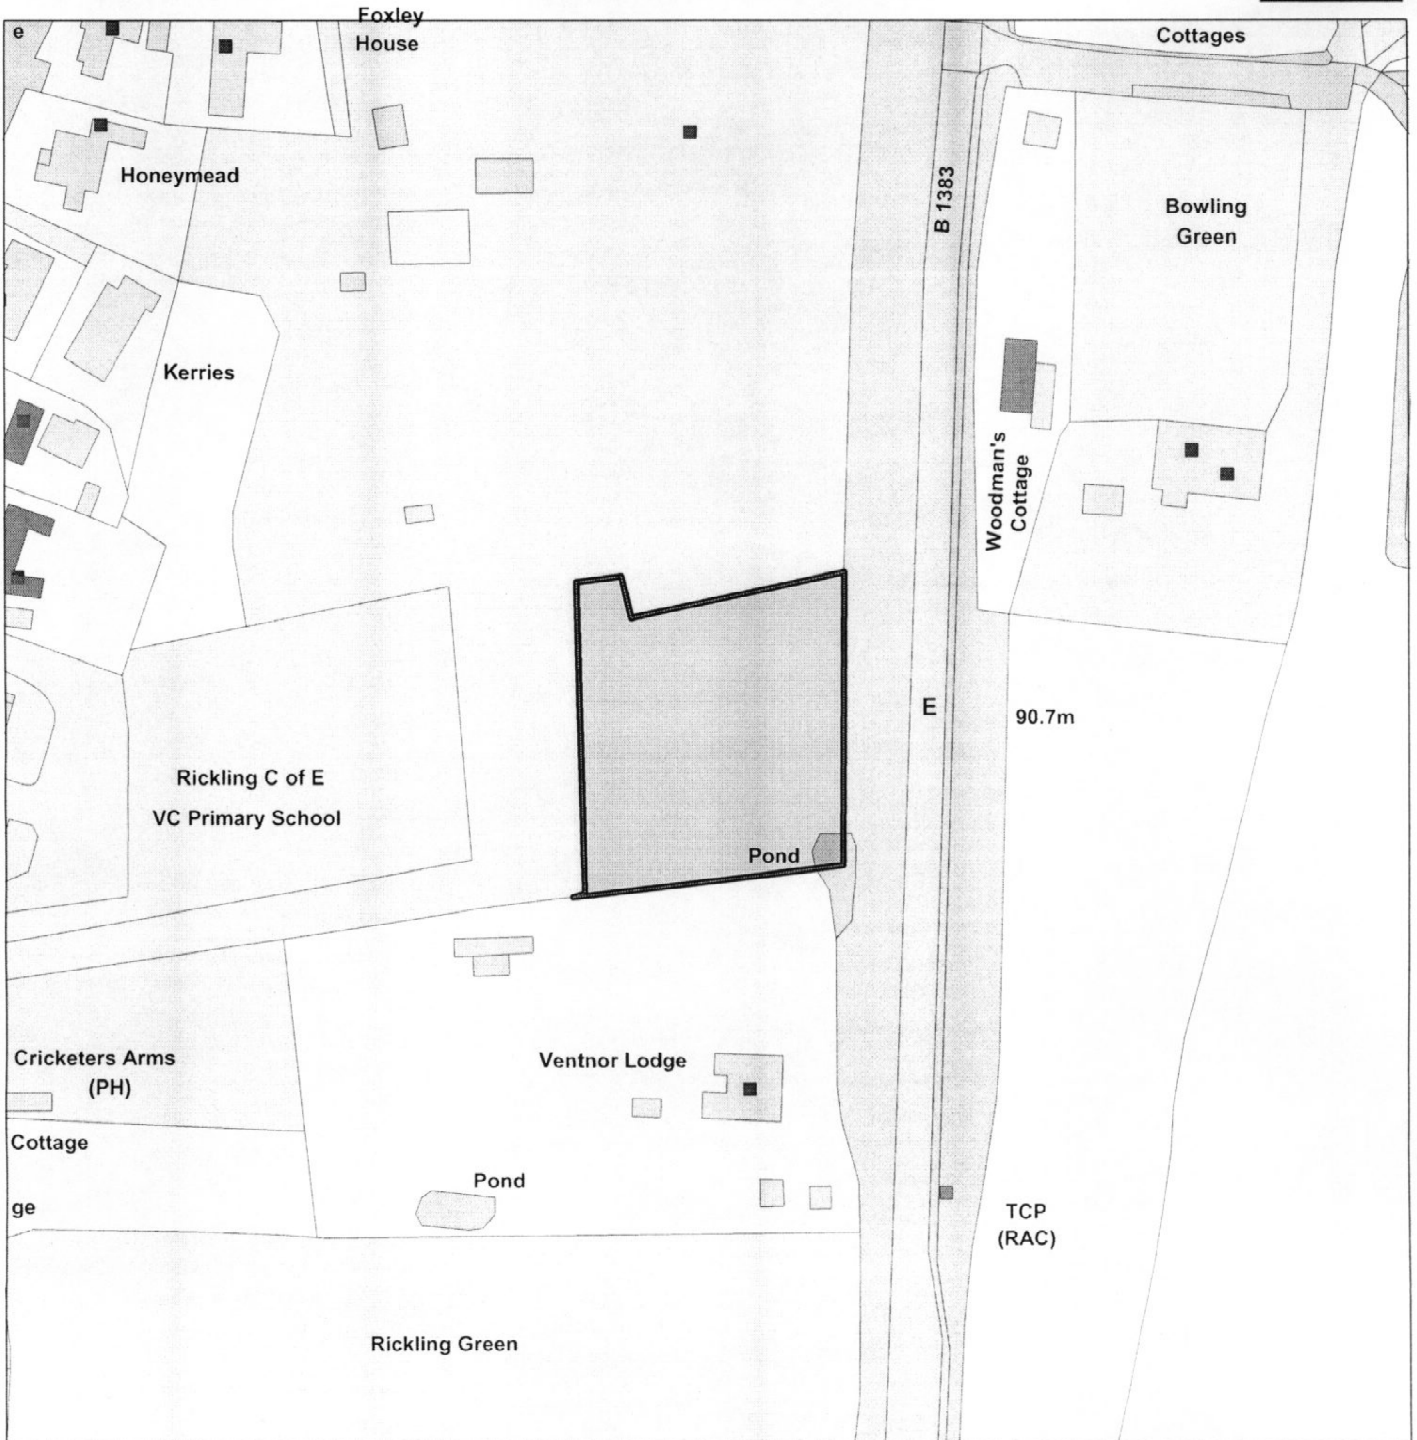 Foxley
House
e
Cottages
Honeymead
B 1383
Bowling
Green
Kerries
Woodman's
Cottage
E
90.7m
Rickling C of E
VC Primary School
Pond
Cricketers Arms
(PH)
Ventnor Lodge
Cottage
Pond
ge
TCP
(RAC)
Rickling Green